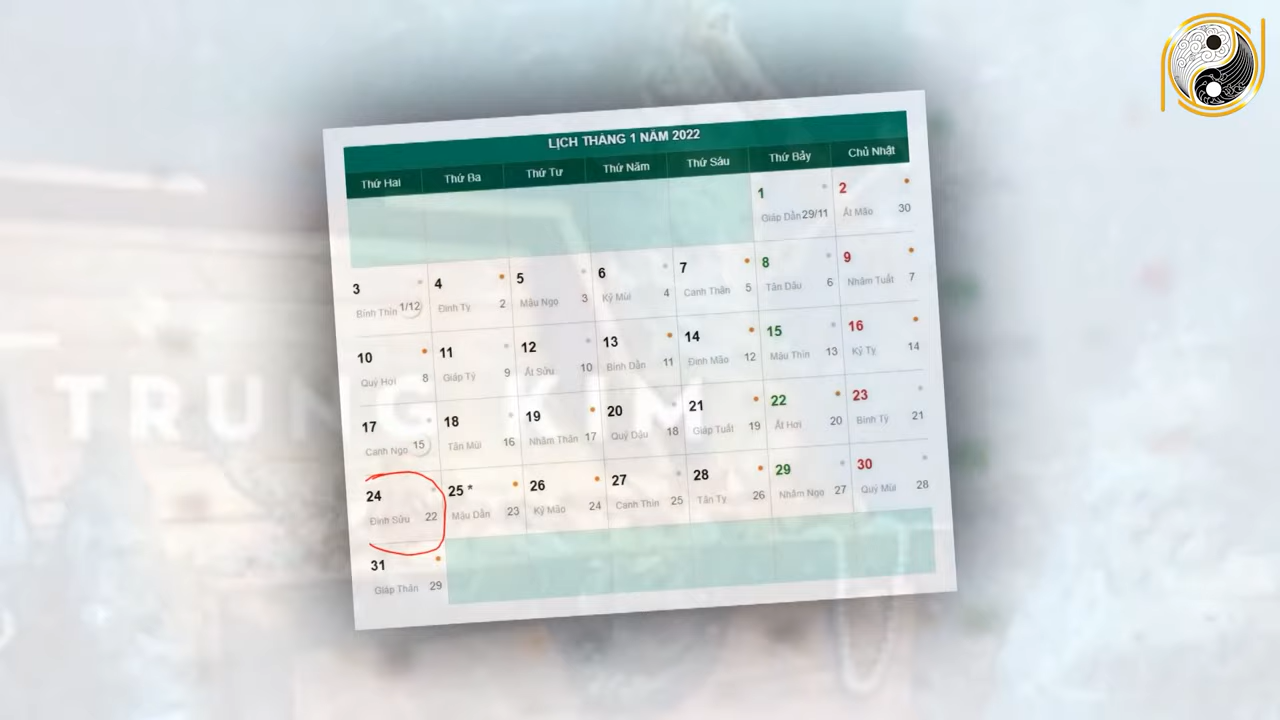 LỊCH THÁNG 1 NĂM 2022
Thứ Hai Thứ Ba Thứ Tư Thứ Năm Thứ Sáu Thứ Bảy Chủ Nhật
1 2
Giáp Dần 29/11 Ất Mão 30
3 4 5 6 7 8 9
Bính Thìn 1/12 Đinh Tỵ 2 Mậu Ngọ 3 Kỷ Mùi 4 Canh Thân 5 Tân Dậu 6 Nhâm Tuất 7
10 11 12 13 14 15 16
Quý Hợi 8 Giáp Tý 9 Ất Sửu 10 Bính Dần 11 Đinh Mão 12 Mậu Thìn 13 Kỷ Tỵ 14
17 18 19 20 21 22 23
Canh Ngọ 15 Tân Mùi 16 Nhâm Thân 17 Quý Dậu 18 Giáp Tuất 19 Ất Hợi 20 Bính Tý 21
24 25 * 26 27 28 29 30
Đinh Sửu 22 Mậu Dần 23 Kỷ Mão 24 Canh Thìn 25 Tân Tỵ 26 Nhâm Ngọ 27 Quý Mùi 28
31
Giáp Thân 29
TRUNG KIM